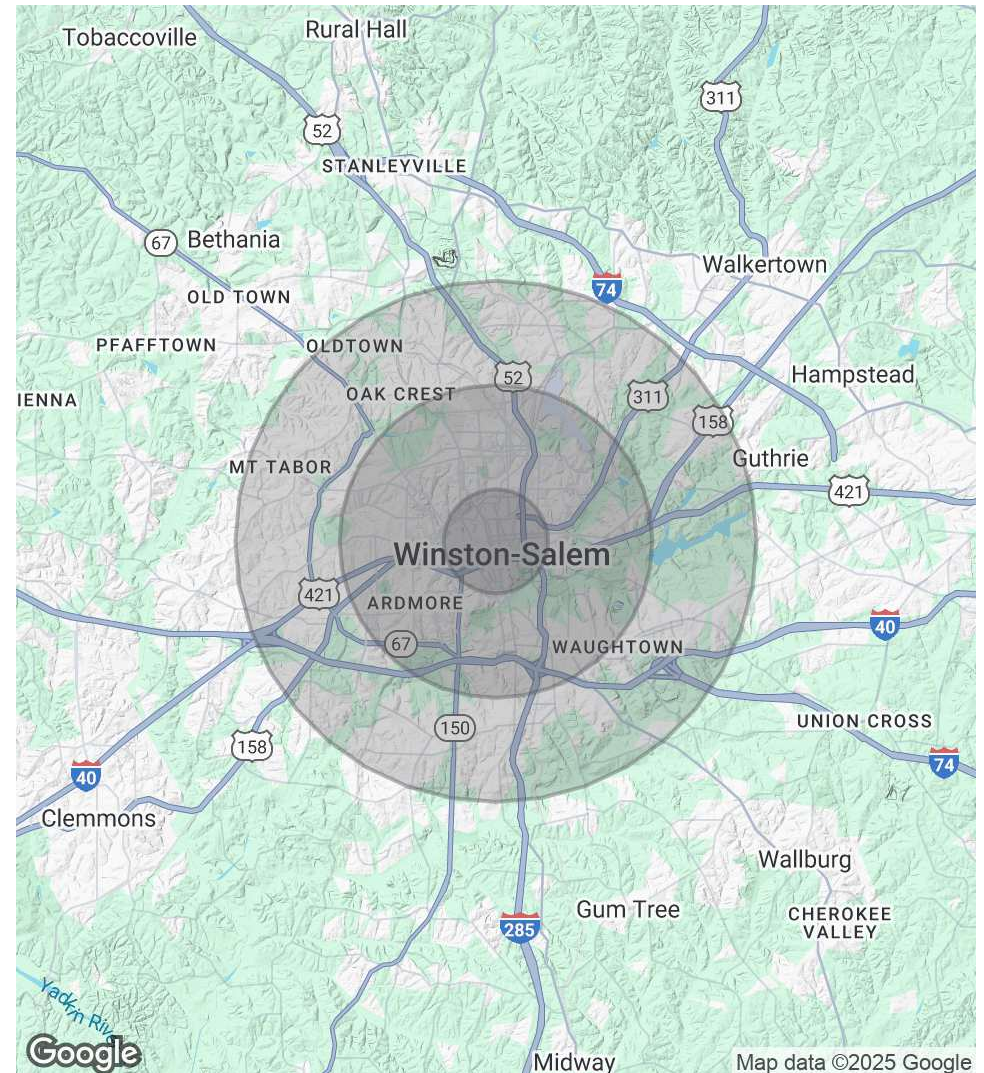 Tobaccoville
Rural Hall
311
52
STANLEYVILLE
67
Bethania
Walkertown
74
OLD TOWN
PFAFFTOWN
OLDTOWN
52
Hampstead
OAK CREST
311
IENNA
158
MT TABOR
Guthrie
421
Winston-Salem
421
ARDMORE
40
67
WAUGHTOWN
UNION CROSS
150
158
74
40
Clemmons
Wallburg
Gum Tree
CHEROKEE
VALLEY
285
Yadkin River
Google
Midway
Map data ©2025 Google